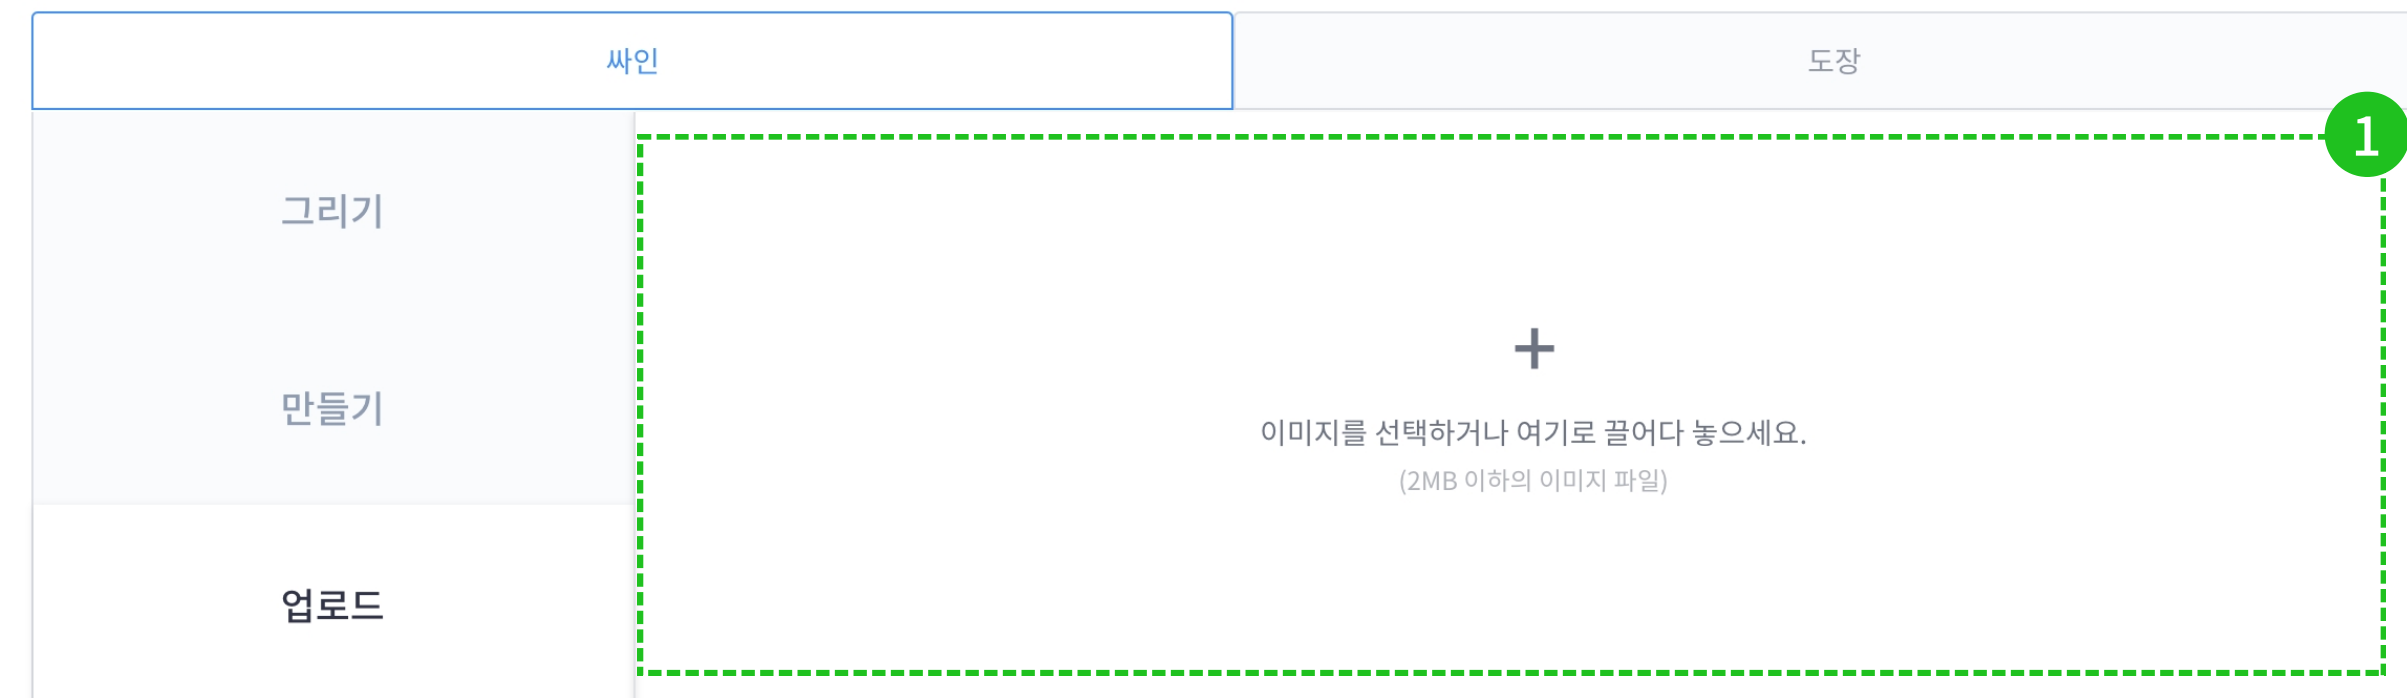 싸인
도장
1
그리기
만들기
업로드
+
이미지를 선택하거나 여기로 끌어다 놓으세요.
(2MB 이하의 이미지 파일)